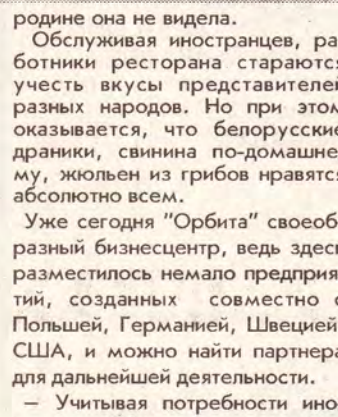 родине она не видела.
Обслуживая иностранцев, ра
ботники ресторана стараютс
учесть вкусы представителей
разных народов. Но при этом
оказывается, что белорусские
драники, свинина по-домашне
му, жюльен из грибов нравятс
абсолютно всем.
Уже сегодня "Орбита" своеоб
разный бизнесцентр, ведь здесь
разместилось немало предприя
тий, созданных совместно с
Польшей, Германией, Швецией
США, и можно найти партнера
для дальнейшей деятельности.
– Учитывая потребности ино